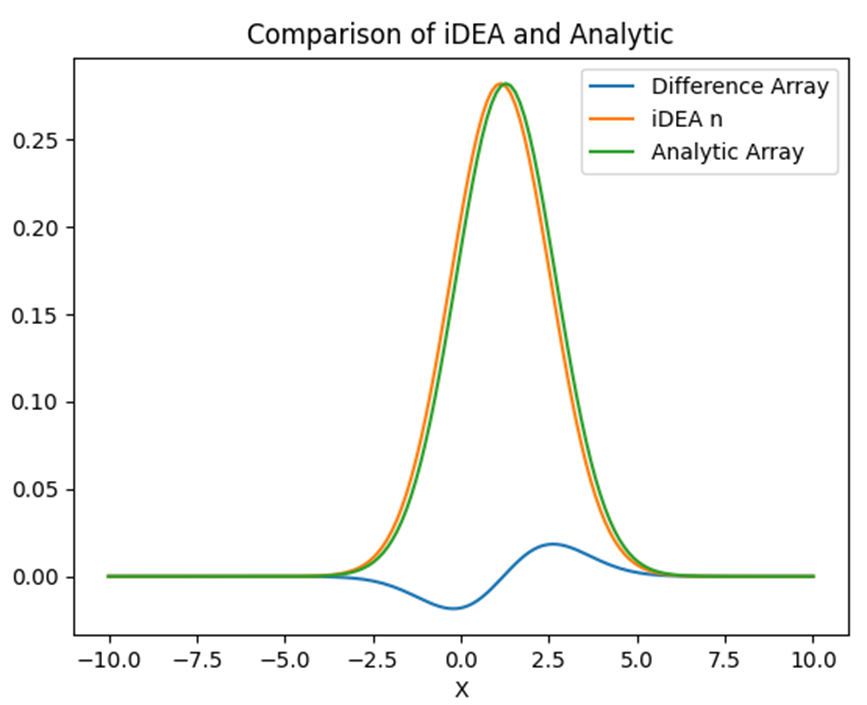 Comparison of iDEA and Analytic
Difference Array
iDEA n
Analytic Array
0.25
0.20
0.15
0.10
0.05
0.00
−10.0 −7.5 −5.0 −2.5 0.0 2.5 5.0 7.5 10.0
X